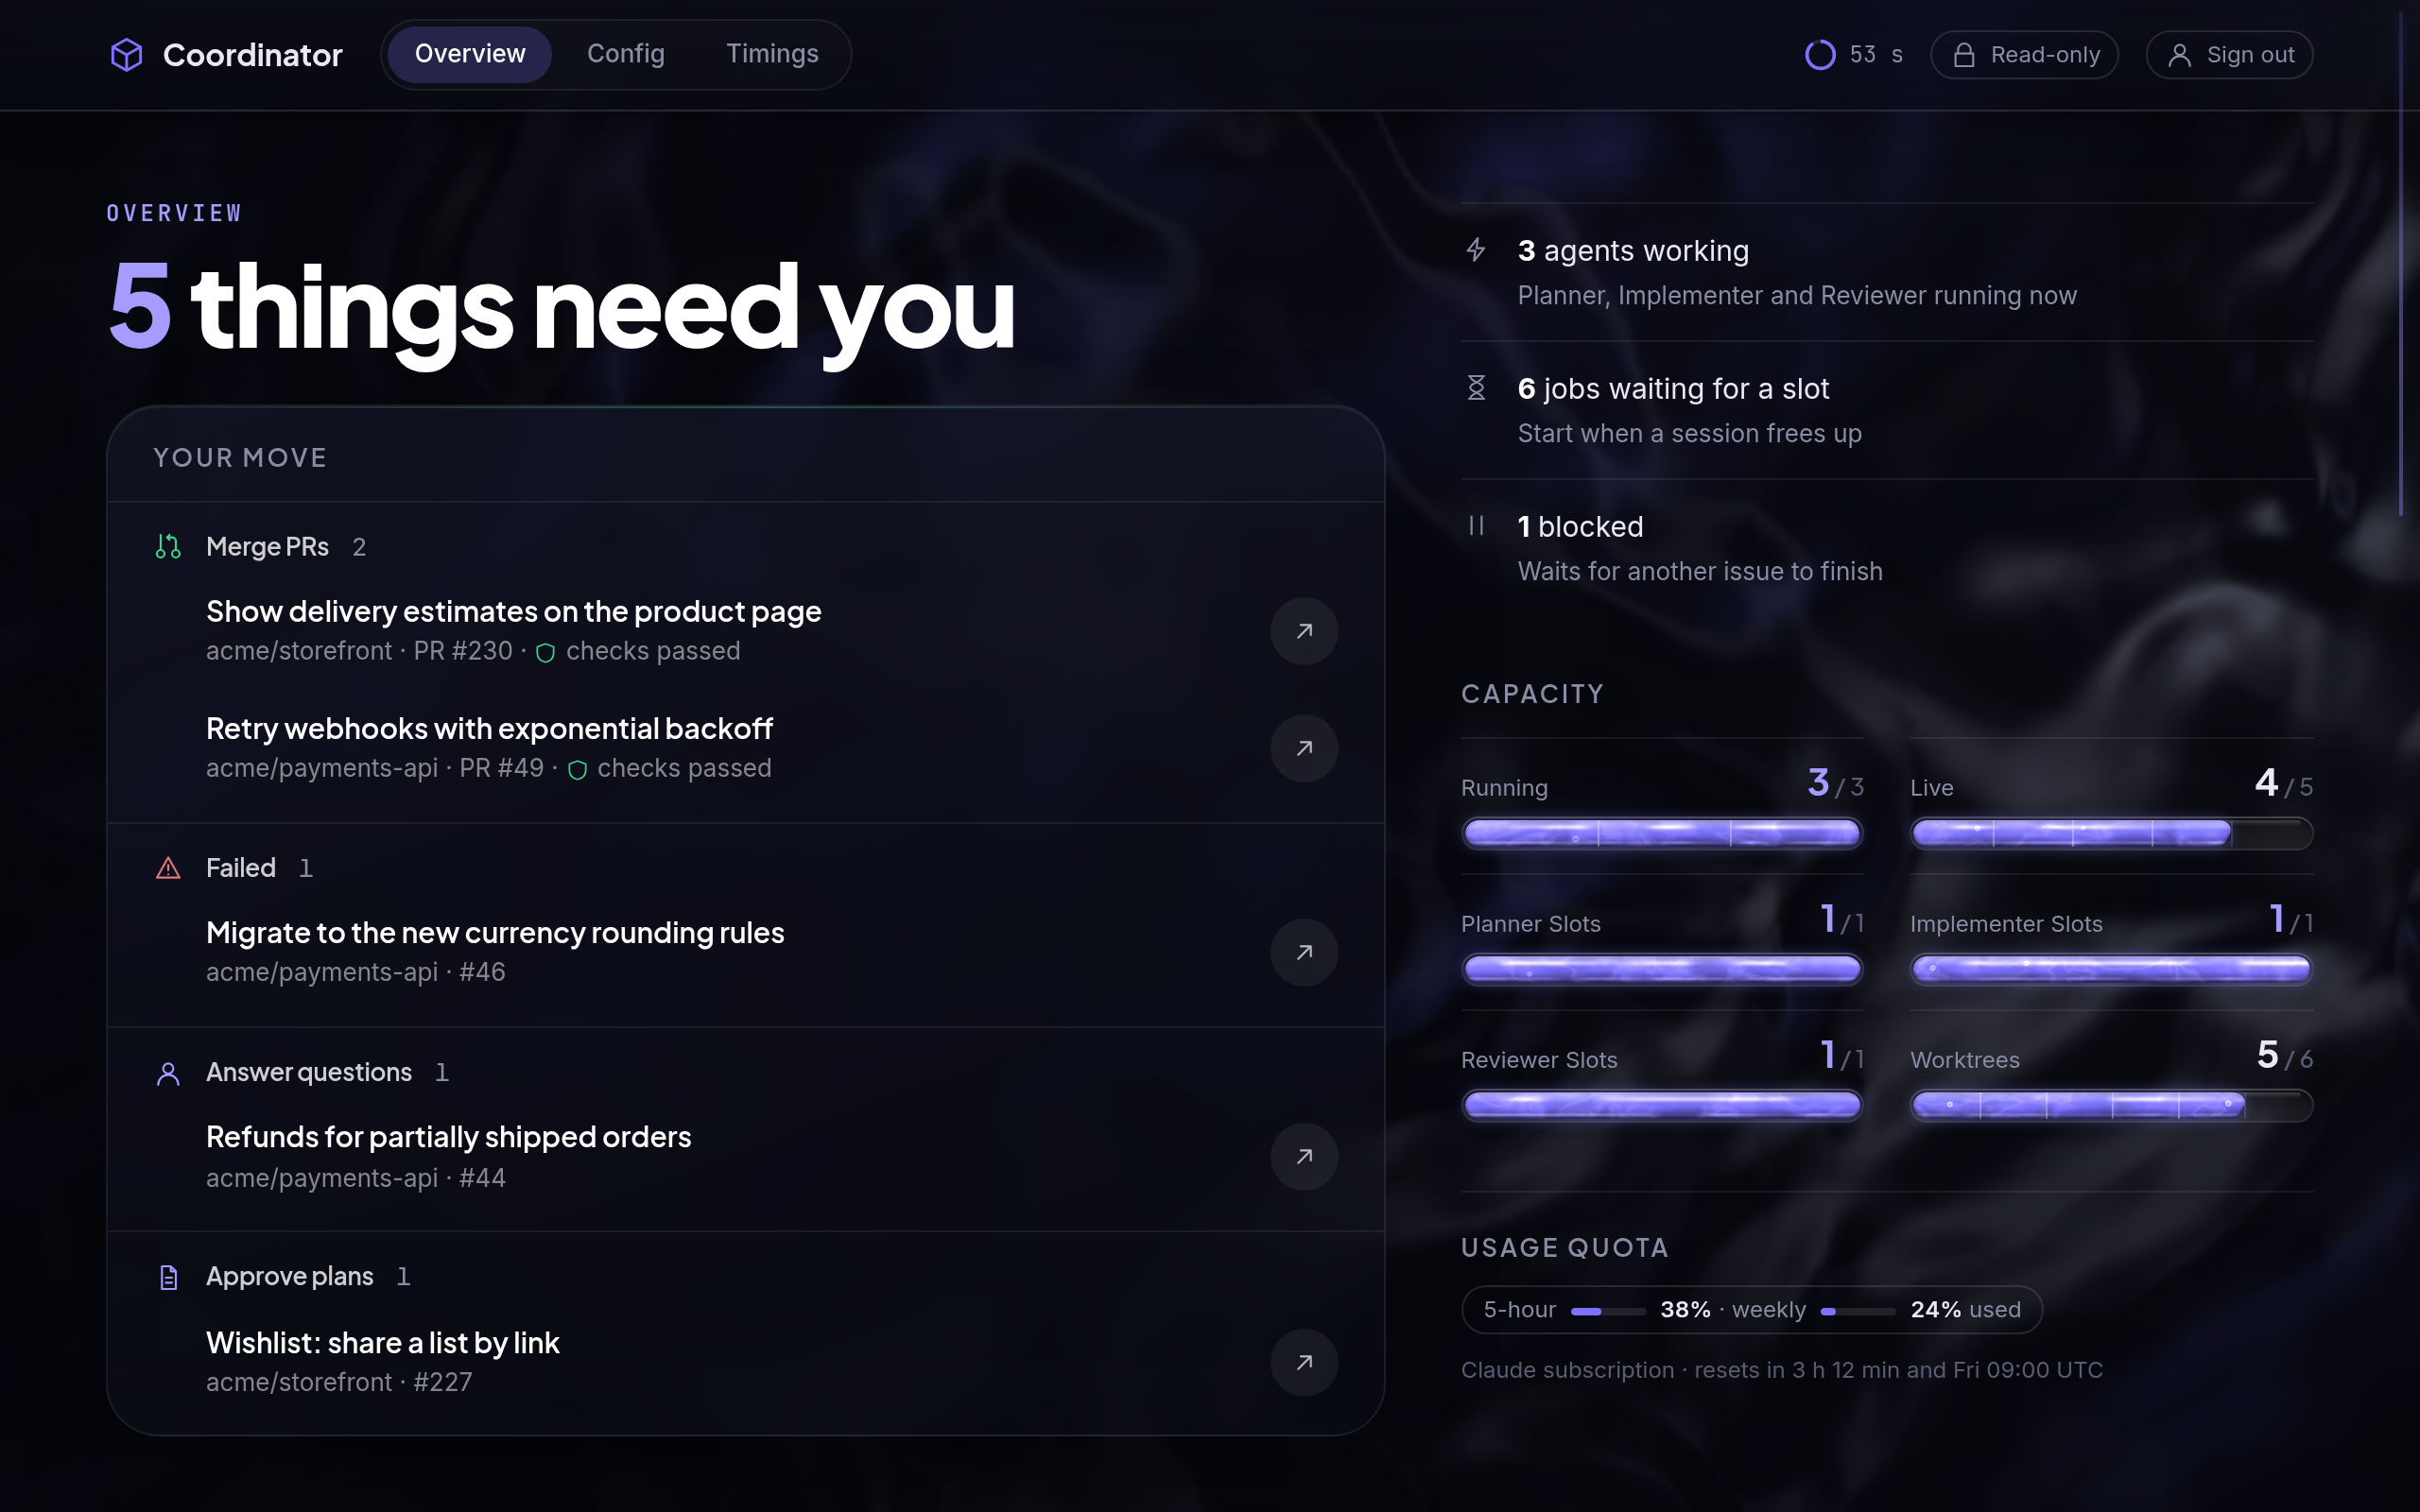 Coordinator
Overview
Config
Timings
53 s
Read-only
Sign out
OVERVIEW
5 things need you
YOUR MOVE
Merge PRs 2
Show delivery estimates on the product page
acme/storefront · PR #230 · checks passed
Retry webhooks with exponential backoff
acme/payments-api · PR #49 · checks passed
Failed 1
Migrate to the new currency rounding rules
acme/payments-api · #46
Answer questions 1
Refunds for partially shipped orders
acme/payments-api · #44
Approve plans 1
Wishlist: share a list by link
acme/storefront · #227
3 agents working
Planner, Implementer and Reviewer running now
6 jobs waiting for a slot
Start when a session frees up
1 blocked
Waits for another issue to finish
CAPACITY
Running 3/3
Live 4/5
Planner Slots 1/1
Implementer Slots 1/1
Reviewer Slots 1/1
Worktrees 5/6
USAGE QUOTA
5-hour 38% · weekly 24% used
Claude subscription · resets in 3 h 12 min and Fri 09:00 UTC